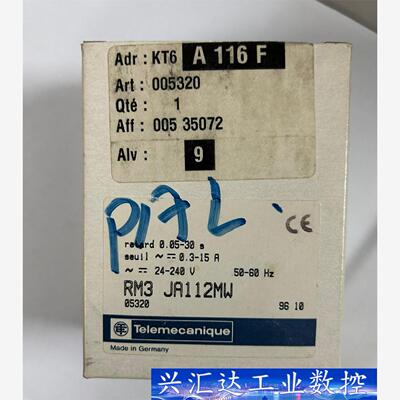 Adr : KT6 A 116 F
Art : 005320
Qté : 1
Aff : 005 35072
Alv : 9
P17L
retard 0.05-30 s
seuil ~ ⎓ 0.3-15 A
~ ⎓ 24-240 V 50-60 Hz
RM3 JA112MW
05320 96 10
Telemecanique
Made in Germany
CE
兴汇达工业数控